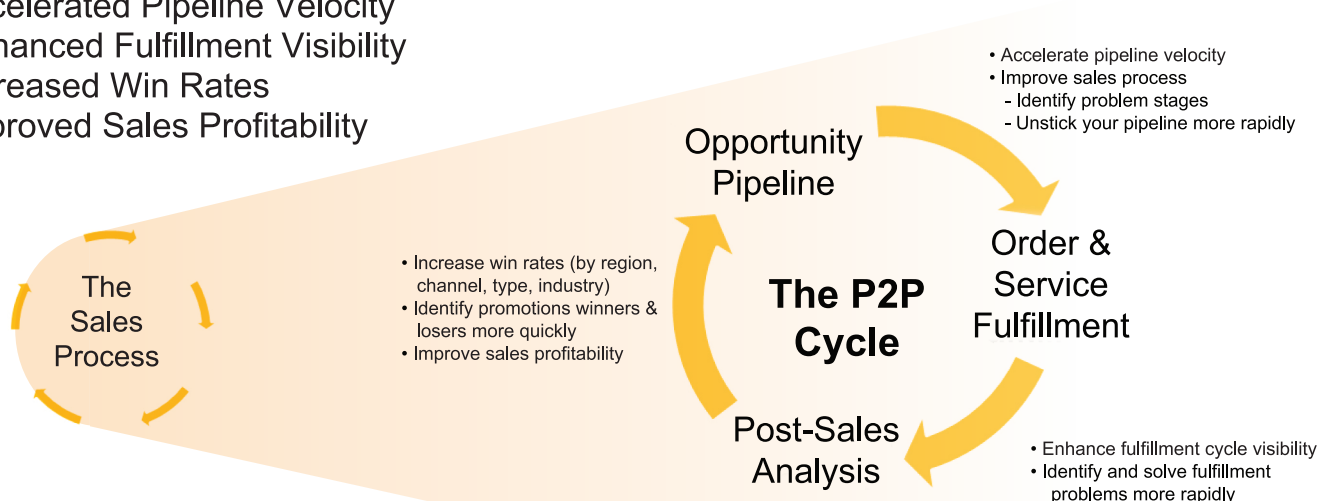 celerated Pipeline Velocity
hanced Fulfillment Visibility
reased Win Rates
proved Sales Profitability
• Accelerate pipeline velocity
• Improve sales process
- Identify problem stages
- Unstick your pipeline more rapidly
Opportunity
Pipeline
Order &
Service
Fulfillment
The P2P
Cycle
• Increase win rates (by region,
channel, type, industry)
• Identify promotions winners &
losers more quickly
• Improve sales profitability
The
Sales
Process
Post-Sales
Analysis
• Enhance fulfillment cycle visibility
• Identify and solve fulfillment
problems more rapidly